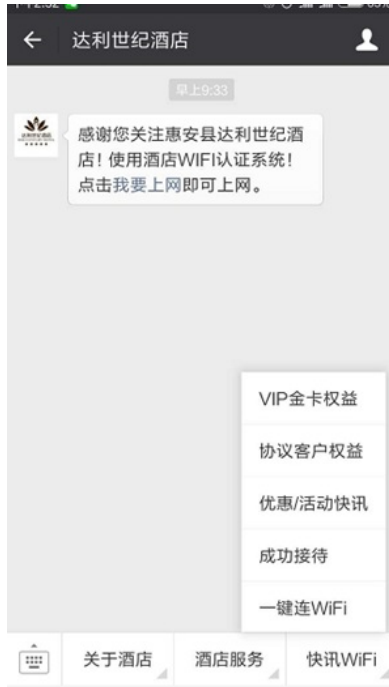 达利世纪酒店
早上9:33
感谢您关注惠安县达利世纪酒
店！使用酒店WIFI认证系统！
点击我要上网即可上网。
VIP金卡权益
协议客户权益
优惠/活动快讯
成功接待
一键连WiFi
关于酒店
酒店服务
快讯WiFi